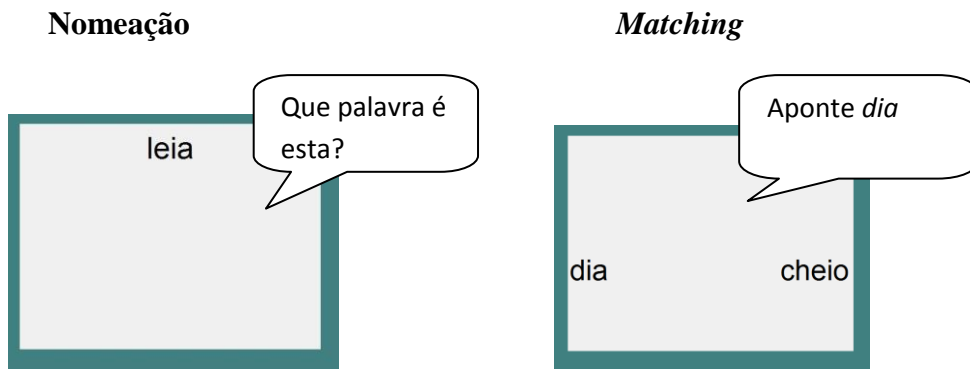 Nomeação
Matching
Que palavra é
esta?
leia
Aponte dia
dia
cheio